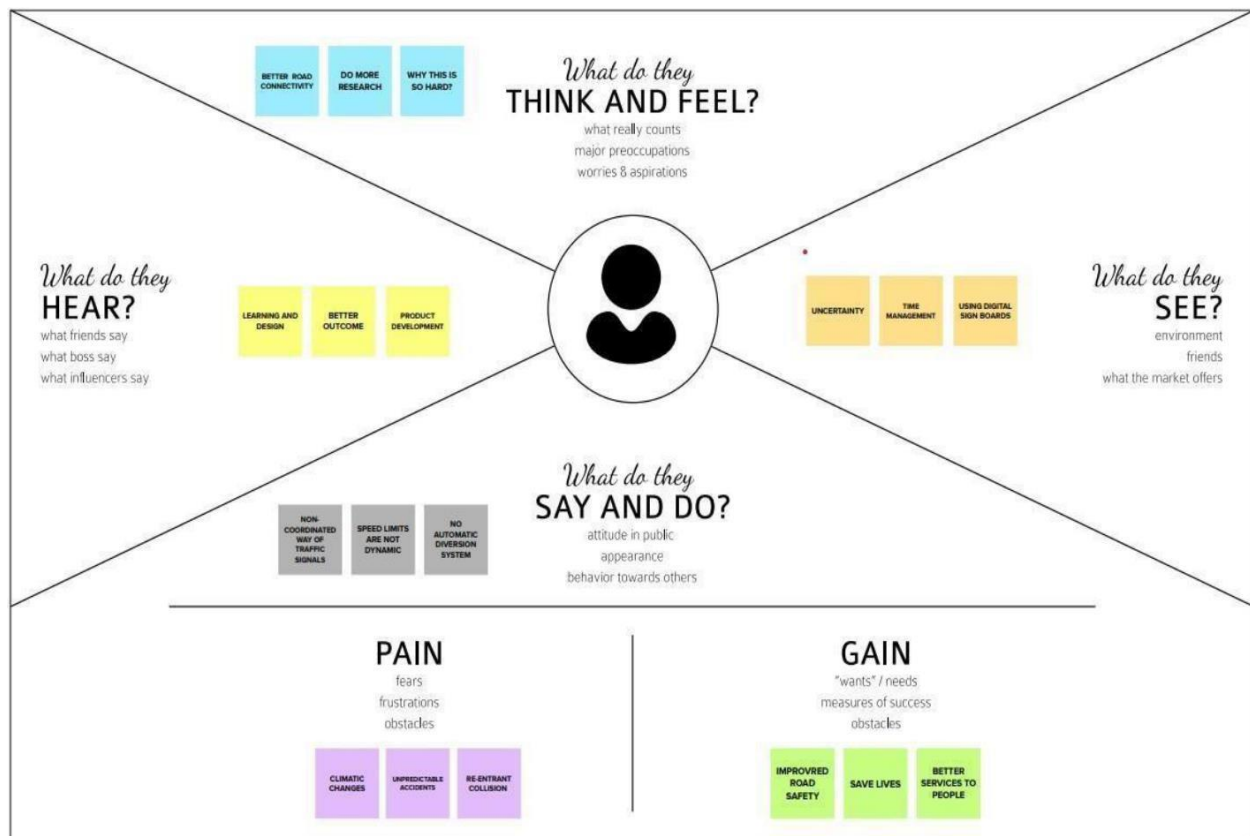 BETTER ROAD
CONNECTIVITY
DO MORE
RESEARCH
WHY THIS IS
SO HARD?
What do they
THINK AND FEEL?
what really counts
major preoccupations
worries & aspirations
What do they
HEAR?
what friends say
what boss say
what influencers say
LEARNING AND
DESIGN
BETTER
OUTCOME
PRODUCT
DEVELOPMENT
UNCERTAINTY
TIME
MANAGEMENT
USING DIGITAL
SIGN BOARDS
What do they
SEE?
environment
friends
what the market offers
What do they
SAY AND DO?
attitude in public
appearance
behavior towards others
NON-
COORDINATED
WAY OF
TRAFFIC
SIGNALS
SPEED LIMITS
ARE NOT
DYNAMIC
NO
AUTOMATIC
DIVERSION
SYSTEM
PAIN
fears
frustrations
obstacles
CLIMATIC
CHANGES
UNPREDICTABLE
ACCIDENTS
RE-ENTRANT
COLLISION
GAIN
"wants" / needs
measures of success
obstacles
IMPROVRED
ROAD
SAFETY
SAVE LIVES
BETTER
SERVICES TO
PEOPLE